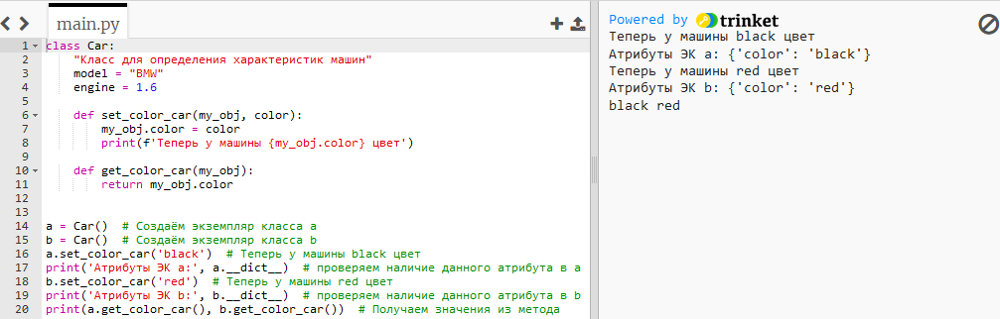 main.py
1 class Car:
2     "Класс для определения характеристик машин"
3     model = "BMW"
4     engine = 1.6
5
6     def set_color_car(my_obj, color):
7         my_obj.color = color
8         print(f'Теперь у машины {my_obj.color} цвет')
9
10     def get_color_car(my_obj):
11         return my_obj.color
12
13
14 a = Car()  # Создаём экземпляр класса a
15 b = Car()  # Создаём экземпляр класса b
16 a.set_color_car('black')  # Теперь у машины black цвет
17 print('Атрибуты ЭК a:', a.__dict__)  # проверяем наличие данного атрибута в a
18 b.set_color_car('red')  # Теперь у машины red цвет
19 print('Атрибуты ЭК b:', b.__dict__)  # проверяем наличие данного атрибута в b
20 print(a.get_color_car(), b.get_color_car())  # Получаем значения из метода
Powered by trinket
Теперь у машины black цвет
Атрибуты ЭК a: {'color': 'black'}
Теперь у машины red цвет
Атрибуты ЭК b: {'color': 'red'}
black red